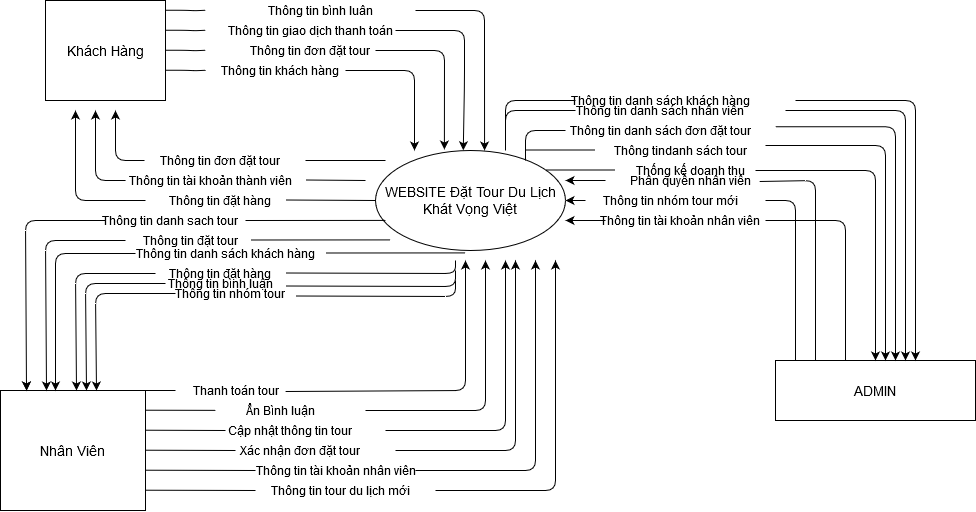 Khách Hàng
Thông tin bình luân
Thông tin giao dịch thanh toán
Thông tin đơn đặt tour
Thông tin khách hàng
Thông tin danh sách khách hàng
Thông tin danh sách nhân viên
Thông tin danh sách đơn đặt tour
Thông tindanh sách tour
Thống kế doanh thu
Phân quyền nhân viên
Thông tin nhóm tour mới
Thông tin tài khoản nhân viên
Thông tin đơn đặt tour
Thông tin tài khoản thành viên
Thông tin đặt hàng
WEBSITE Đặt Tour Du Lịch
Khát Vọng Việt
Thông tin danh sach tour
Thông tin đặt tour
Thông tin danh sách khách hàng
Thông tin đặt hàng
Thông tin bình luận
Thông tin nhóm tour
Thanh toán tour
Ẩn Bình luận
Cập nhật thông tin tour
Xác nhận đơn đặt tour
Thông tin tài khoản nhân viên
Thông tin tour du lịch mới
Nhân Viên
ADMIN